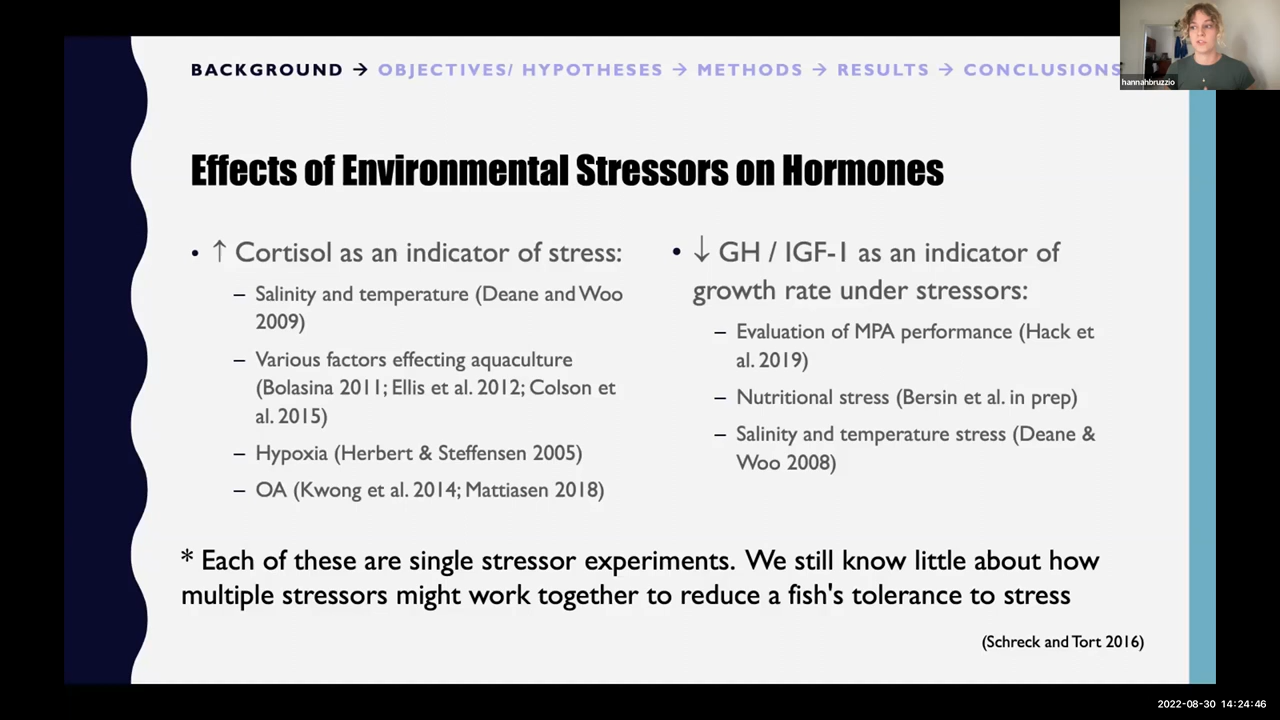 BACKGROUND → OBJECTIVES/ HYPOTHESES → METHODS → RESULTS → CONCLUSIONS
hannahbruzzio
Effects of Environmental Stressors on Hormones
• ↑ Cortisol as an indicator of stress:
– Salinity and temperature (Deane and Woo
2009)
– Various factors effecting aquaculture
(Bolasina 2011; Ellis et al. 2012; Colson et
al. 2015)
– Hypoxia (Herbert & Steffensen 2005)
– OA (Kwong et al. 2014; Mattiasen 2018)
• ↓ GH / IGF-1 as an indicator of
growth rate under stressors:
– Evaluation of MPA performance (Hack et
al. 2019)
– Nutritional stress (Bersin et al. in prep)
– Salinity and temperature stress (Deane &
Woo 2008)
* Each of these are single stressor experiments. We still know little about how
multiple stressors might work together to reduce a fish's tolerance to stress
(Schreck and Tort 2016)
2022-08-30 14:24:46